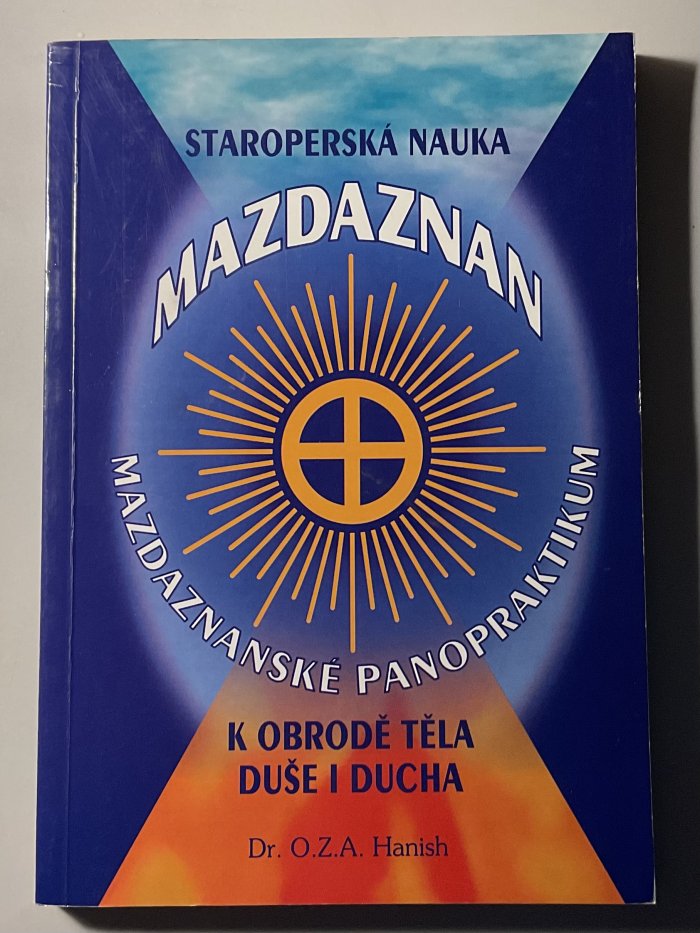 STAROPERSKÁ NAUKA
MAZDAZNAN
MAZDAZNANSKÉ PANOPRAKTIKUM
K OBRODĚ TĚLA
DUŠE I DUCHA
Dr. O.Z.A. Hanish